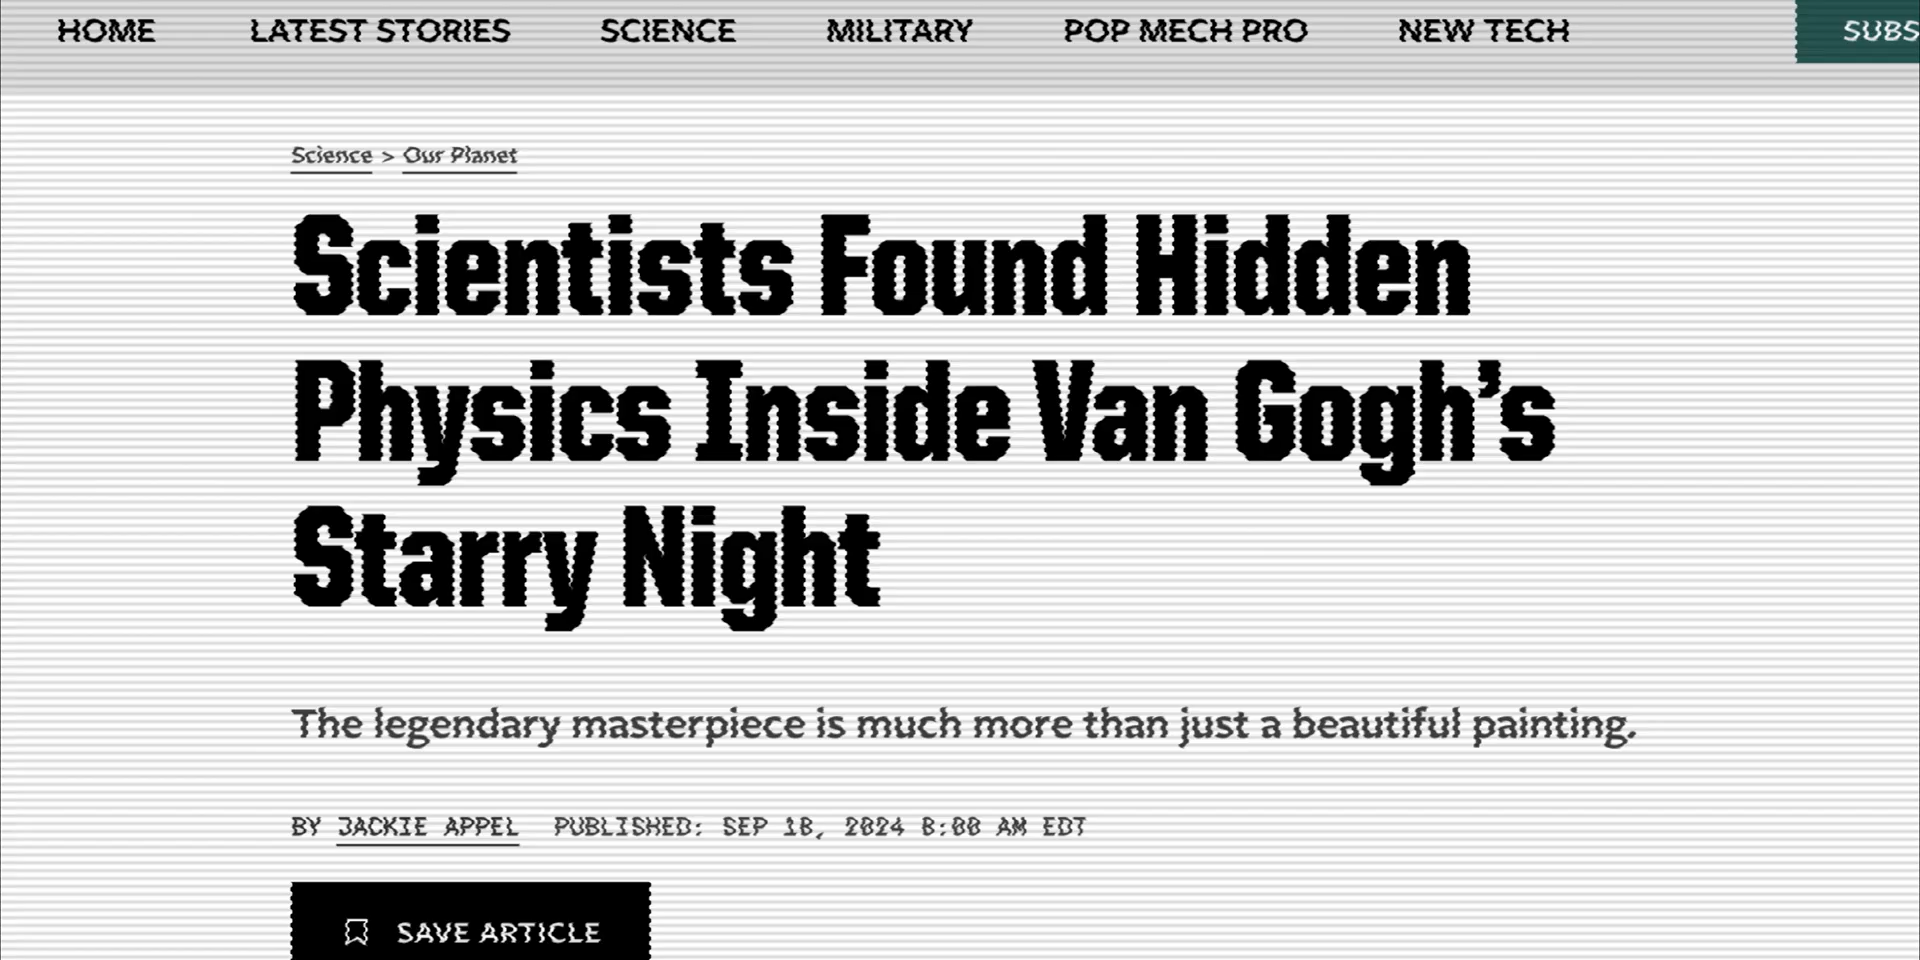 HOME LATEST STORIES SCIENCE MILITARY POP MECH PRO NEW TECH SUBS
Science > Our Planet
Scientists Found Hidden
Physics Inside Van Gogh’s
Starry Night
The legendary masterpiece is much more than just a beautiful painting.
BY JACKIE APPEL PUBLISHED: SEP 18, 2024 8:00 AM EDT
SAVE ARTICLE